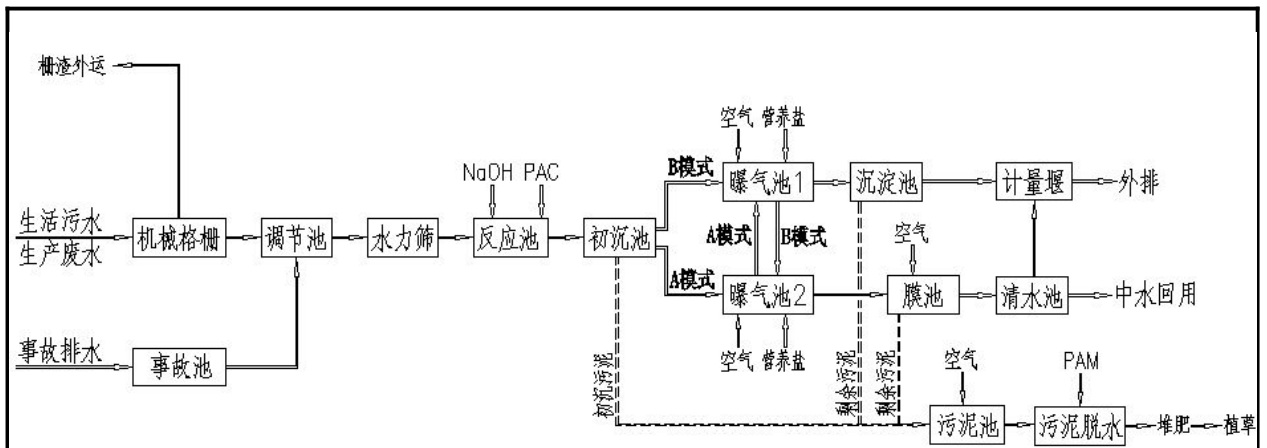 栅渣外运
空气 营养盐
NaOH PAC
B模式
曝气池1
沉淀池
计量堰
外排
生活污水
生产废水
机械格栅
调节池
水力筛
反应池
初沉池
A模式
B模式
空气
A模式
曝气池2
膜池
清水池
中水回用
事故排水
事故池
空气 营养盐
初沉污泥
剩余污泥
剩余污泥
空气
PAM
污泥池
污泥脱水
堆肥
植草